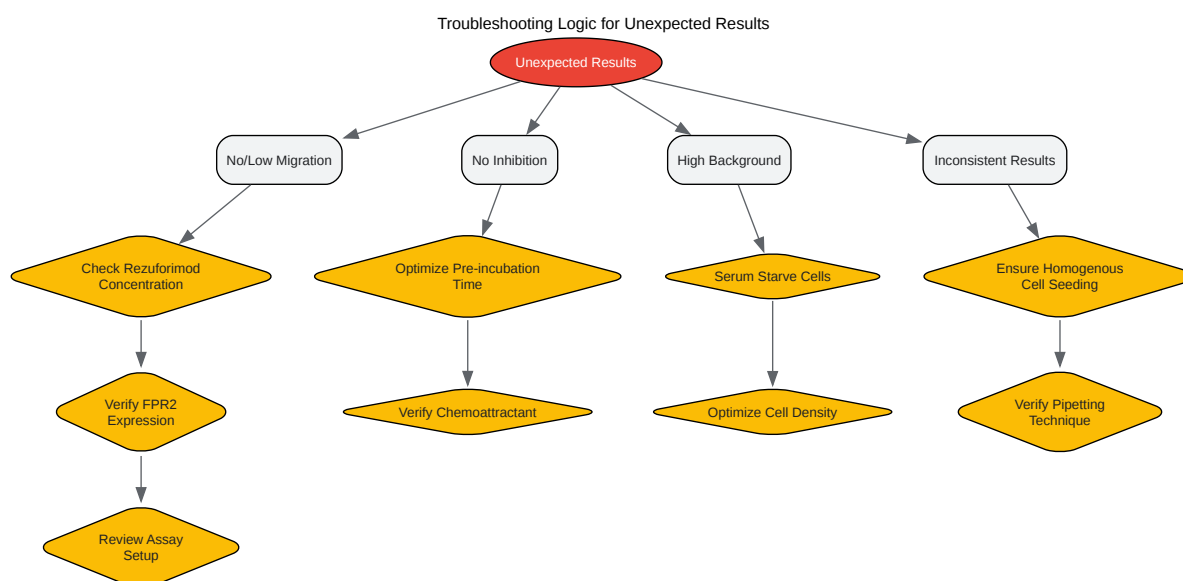 Troubleshooting Logic for Unexpected Results
Unexpected Results
No/Low Migration
No Inhibition
High Background
Inconsistent Results
Check Rezuforimod
Concentration
Optimize Pre-incubation
Time
Serum Starve Cells
Ensure Homogenous
Cell Seeding
Verify FPR2
Expression
Verify Chemoattractant
Optimize Cell Density
Verify Pipetting
Technique
Review Assay
Setup